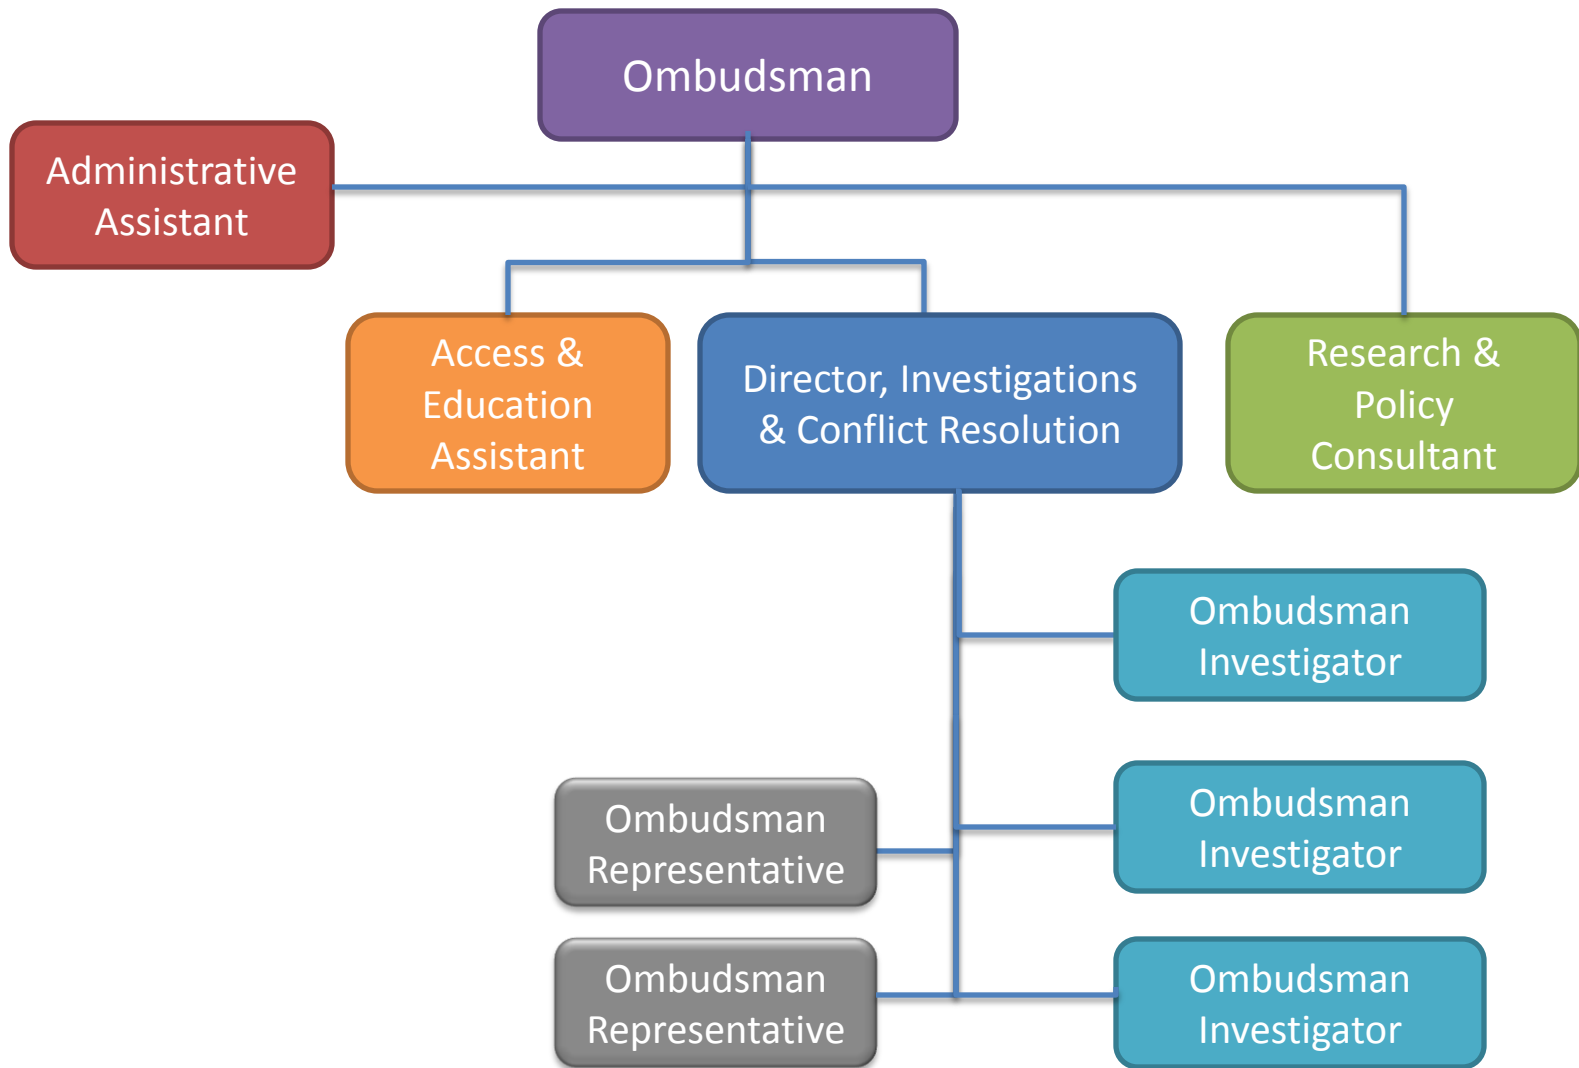 Ombudsman
Administrative
Assistant
Access &
Education
Assistant
Director, Investigations
& Conflict Resolution
Research &
Policy
Consultant
Ombudsman
Investigator
Ombudsman
Representative
Ombudsman
Investigator
Ombudsman
Representative
Ombudsman
Investigator